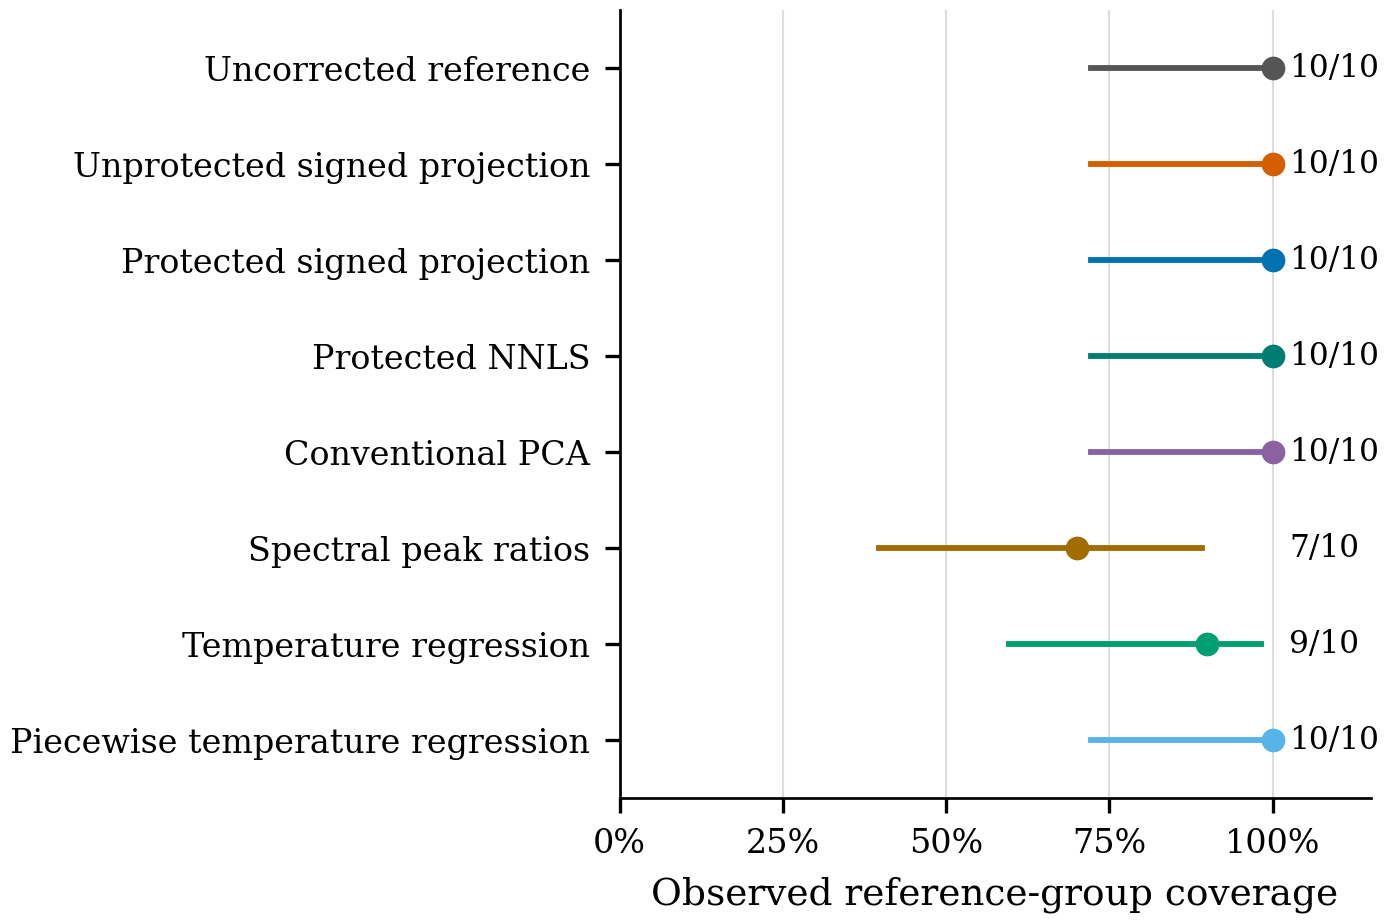 Uncorrected reference 10/10
Unprotected signed projection 10/10
Protected signed projection 10/10
Protected NNLS 10/10
Conventional PCA 10/10
Spectral peak ratios 7/10
Temperature regression 9/10
Piecewise temperature regression 10/10
0% 25% 50% 75% 100%
Observed reference-group coverage